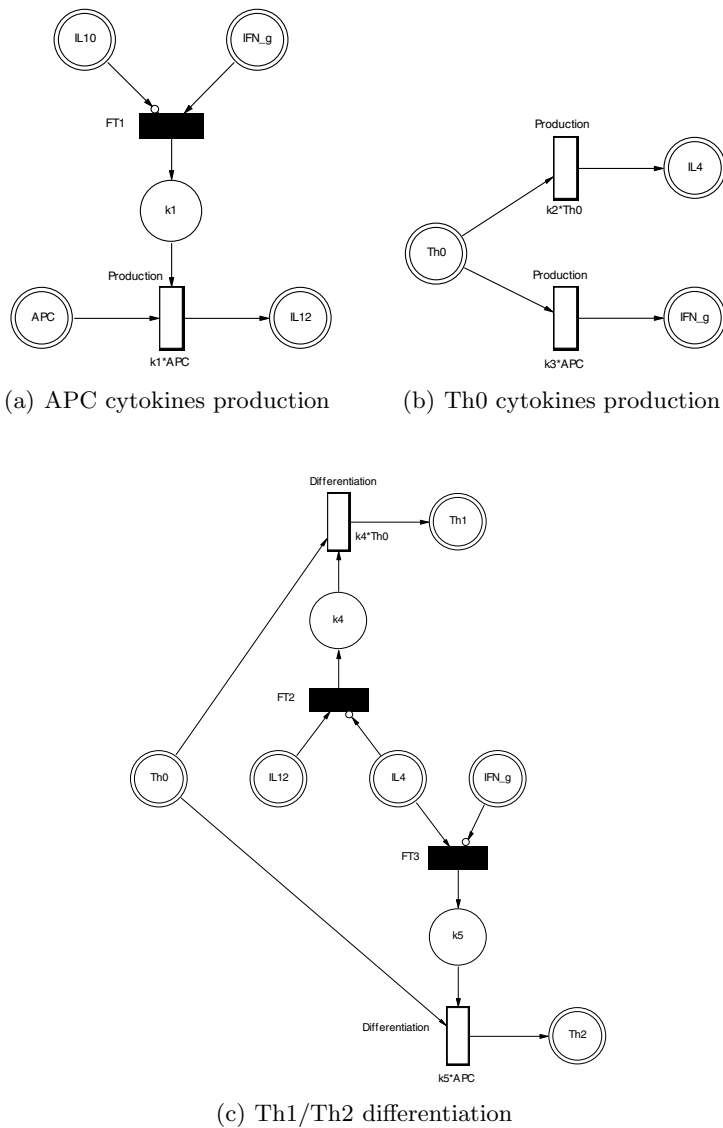 IL10
IFN_g
FT1
k1
Production
APC
IL12
k1*APC
(a) APC cytokines production
Production
IL4
k2*Th0
Th0
Production
IFN_g
k3*APC
(b) Th0 cytokines production
Differentiation
Th1
k4*Th0
k4
FT2
Th0
IL12
IL4
IFN_g
FT3
k5
Differentiation
Th2
k5*APC
(c) Th1/Th2 differentiation